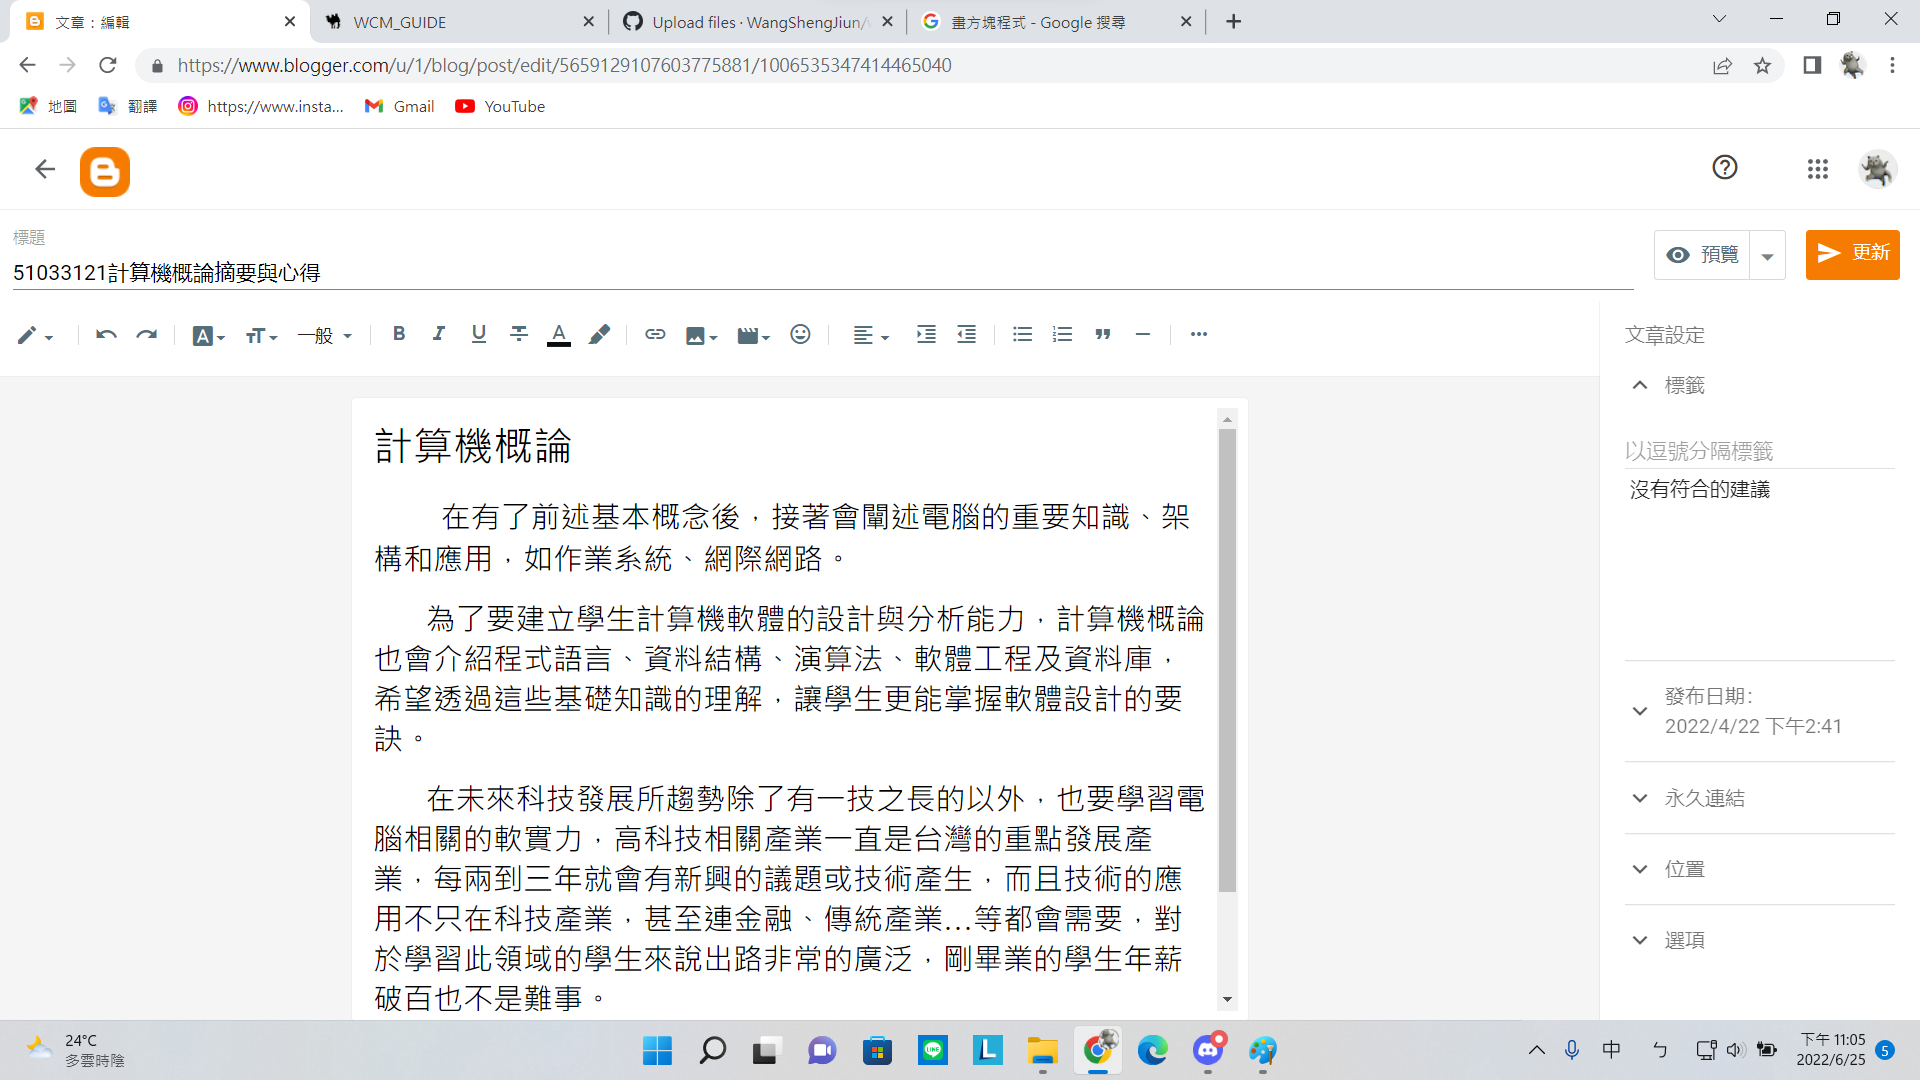 文章：編輯
WCM_GUIDE
Upload files · WangShengJiun/
畫方塊程式 - Google 搜尋
https://www.blogger.com/u/1/blog/post/edit/5659129107603775881/1006535347414465040
地圖
翻譯
https://www.insta...
Gmail
YouTube
標題
51033121計算機概論摘要與心得
預覽
更新
一般
B I U A
文章設定
標籤
以逗號分隔標籤
沒有符合的建議
發布日期：
2022/4/22 下午2:41
永久連結
位置
選項
計算機概論
在有了前述基本概念後，接著會闡述電腦的重要知識、架
構和應用，如作業系統、網際網路。
為了要建立學生計算機軟體的設計與分析能力，計算機概論
也會介紹程式語言、資料結構、演算法、軟體工程及資料庫，
希望透過這些基礎知識的理解，讓學生更能掌握軟體設計的要
訣。
在未來科技發展所趨勢除了有一技之長的以外，也要學習電
腦相關的軟實力，高科技相關產業一直是台灣的重點發展產
業，每兩到三年就會有新興的議題或技術產生，而且技術的應
用不只在科技產業，甚至連金融、傳統產業...等都會需要，對
於學習此領域的學生來說出路非常的廣泛，剛畢業的學生年薪
破百也不是難事。
24°C
多雲時陰
中
ㄅ
下午 11:05
2022/6/25
5